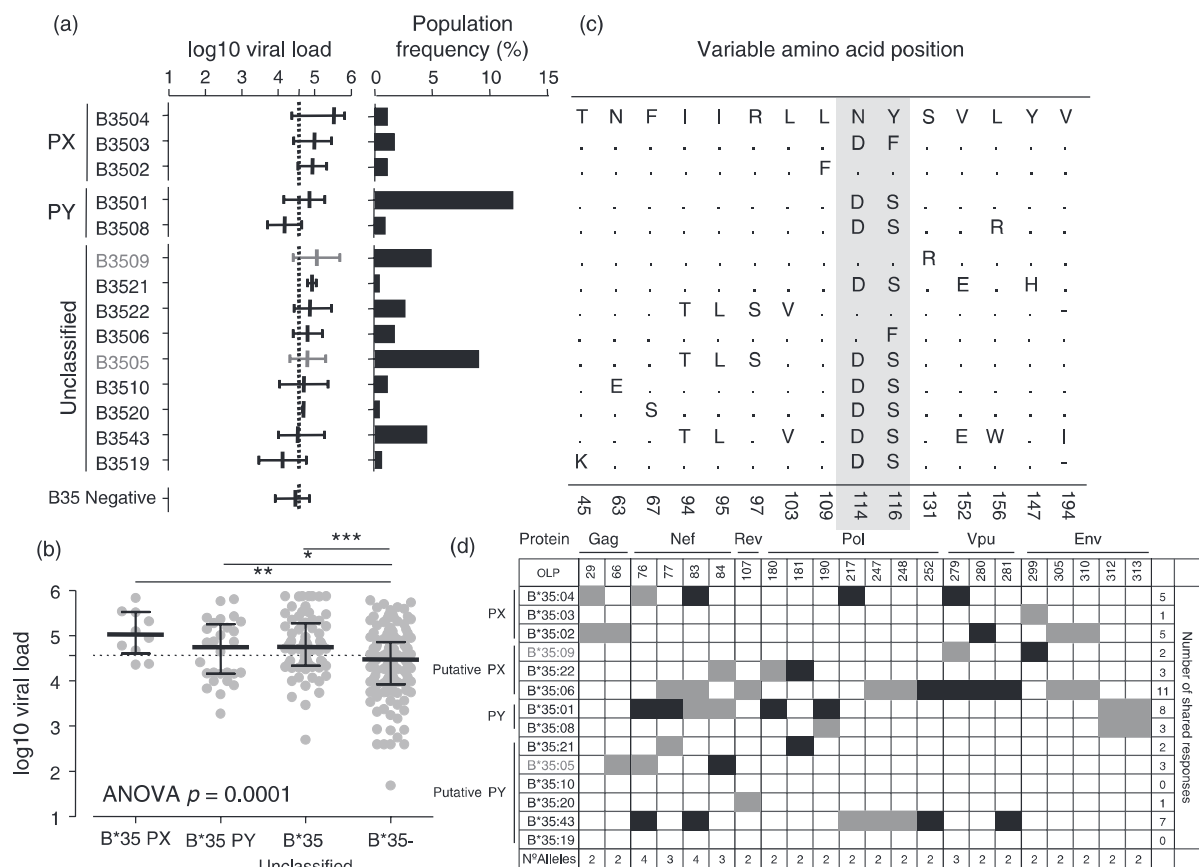 (a)
log10 viral load
Population frequency (%)
1 2 3 4 5 6
0 5 10 15
PX
B3504
B3503
B3502
PY
B3501
B3508
Unclassified
B3509
B3521
B3522
B3506
B3505
B3510
B3520
B3543
B3519
B35 Negative
(c)
Variable amino acid position
T N F I I R L L N Y S V L Y V
. . . . . . . . D F . . . . .
. . . . . . . F . . . . . . .
. . . . . . . . D S . . . . .
. . . . . . . . D S . . R . .
. . . . . . . . . . R . . . .
. . . . . . . . D S . E . H .
. . . T L S V . . . . . . . -
. . . . . . . . . F . . . . .
. . . T L S . . D S . . . . .
. E . . . . . . D S . . . . .
. . S . . . . . D S . . . . .
. . . T L . V . D S . E W . I
K . . . . . . . D S . . . . -
45 63 67 94 95 97 103 109 114 116 131 152 156 147 194
(b)
***
*
**
log10 viral load
6
5
4
3
2
1
ANOVA p = 0.0001
B*35 PX B*35 PY B*35 Unclassified B*35-
(d)
Protein Gag Nef Rev Pol Vpu Env
OLP 29 66 76 77 83 84 107 180 181 190 217 247 248 252 279 280 281 299 305 310 312 313
PX
B*35:04 5
B*35:03 1
B*35:02 5
Putative PX
B*35:09 2
B*35:22 3
B*35:06 11
PY
B*35:01 8
B*35:08 3
Putative PY
B*35:21 2
B*35:05 3
B*35:10 0
B*35:20 1
B*35:43 7
B*35:19 0
NºAlleles 2 2 4 3 4 3 2 2 2 2 2 2 2 2 3 2 2 2 2 2 2 2
Number of shared responses